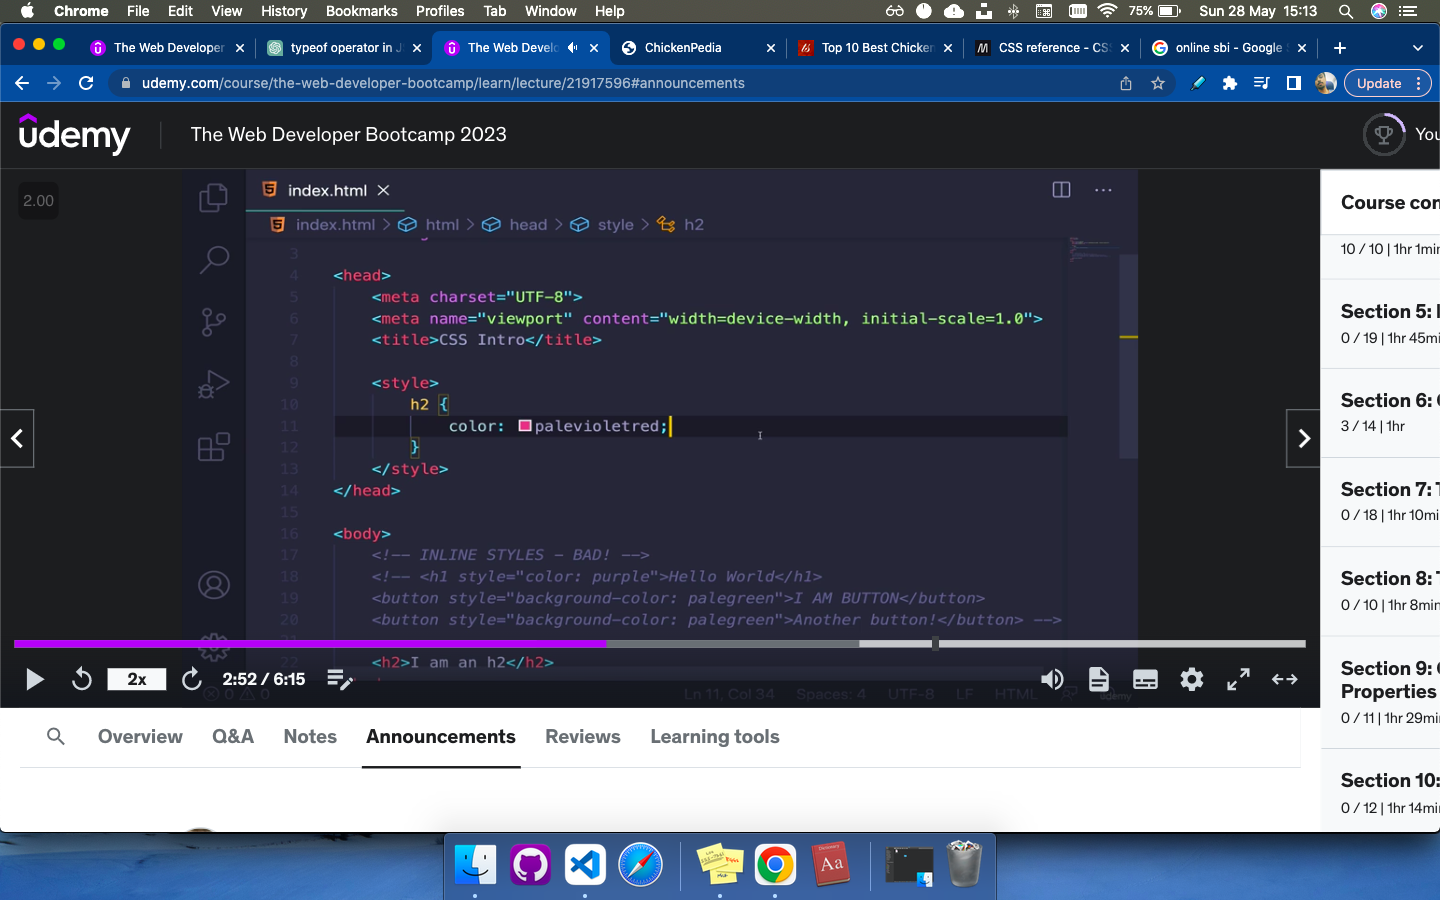 Chrome File Edit View History Bookmarks Profiles Tab Window Help 75% Sun 28 May 15:13
The Web Developer typeof operator in J The Web Develo ChickenPedia Top 10 Best Chicken CSS reference - CS online sbi - Google
udemy.com/course/the-web-developer-bootcamp/learn/lecture/21917596#announcements Update
udemy The Web Developer Bootcamp 2023 You
2.00
index.html
index.html > html > head > style > h2
3
4 <head>
5 <meta charset="UTF-8">
6 <meta name="viewport" content="width=device-width, initial-scale=1.0">
7 <title>CSS Intro</title>
8
9 <style>
10 h2 {
11 color: palevioletred;
12 }
13 </style>
14 </head>
15
16 <body>
17 <!-- INLINE STYLES - BAD! -->
18 <!-- <h1 style="color: purple">Hello World</h1>
19 <button style="background-color: palegreen">I AM BUTTON</button>
20 <button style="background-color: palegreen">Another button!</button> -->
22 <h2>I am an h2</h2>
2x 2:52 / 6:15
0 0 Ln 11, Col 34 Spaces: 4 UTF-8 LF HTML udemy
Course con
10 / 10 | 1hr 1min
Section 5: I
0 / 19 | 1hr 45mi
Section 6:
3 / 14 | 1hr
Section 7: T
0 / 18 | 1hr 10mi
Section 8: T
0 / 10 | 1hr 8min
Section 9:
Properties
0 / 11 | 1hr 29mi
Section 10:
0 / 12 | 1hr 14mi
Overview Q&A Notes Announcements Reviews Learning tools
Dictionary
Aa